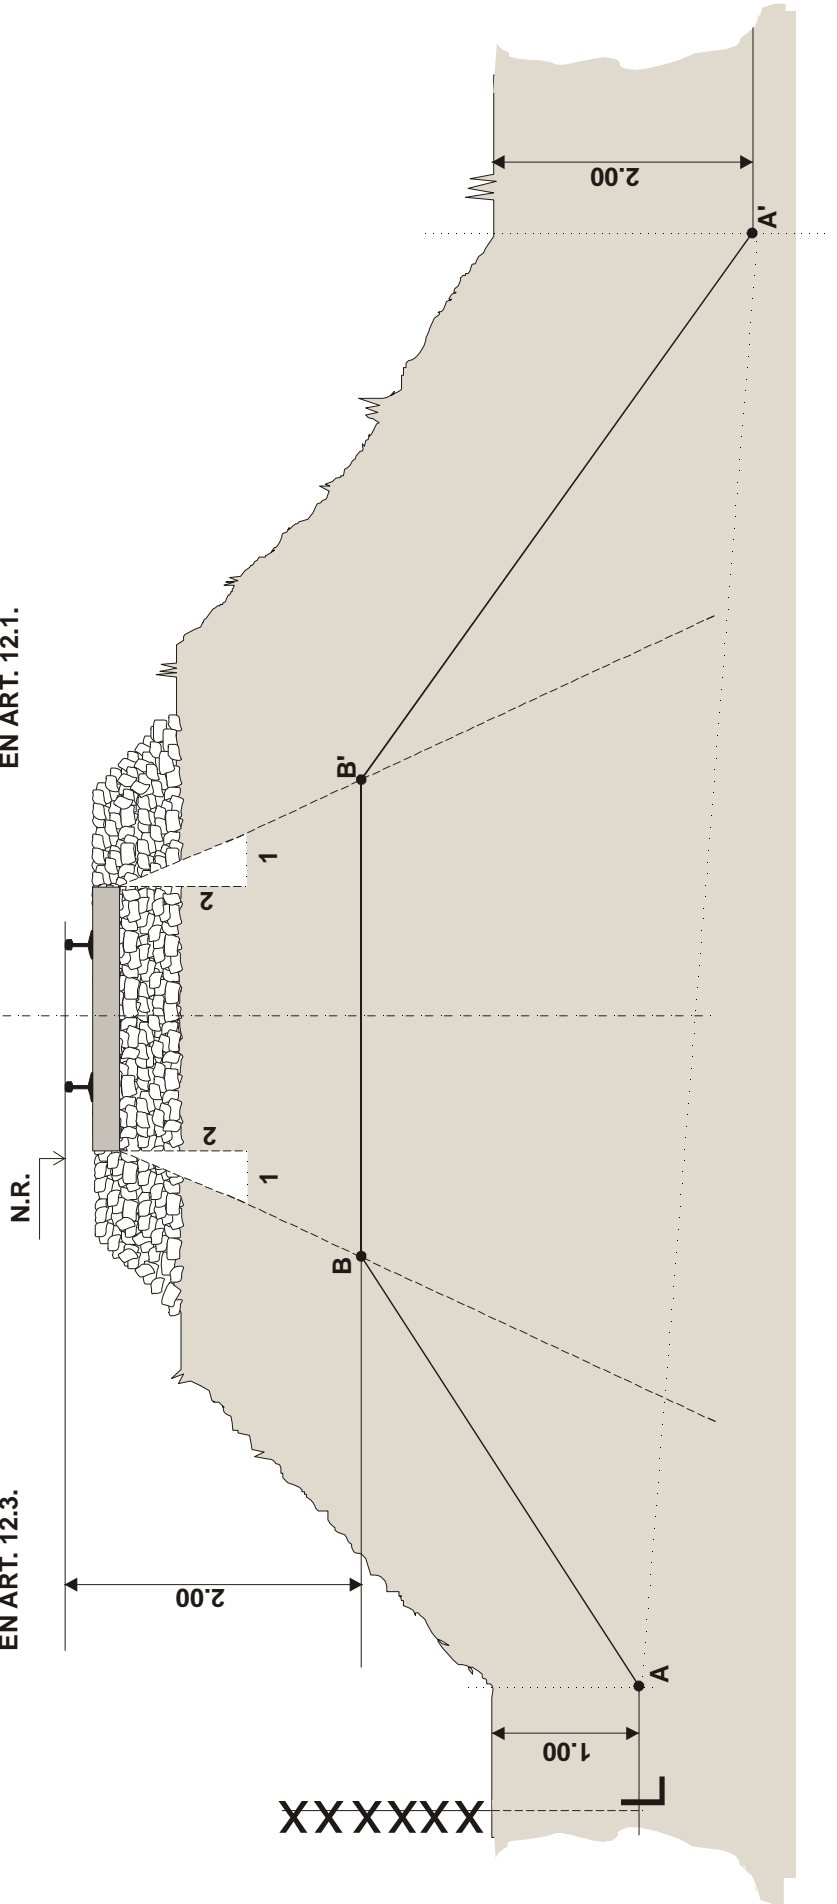 EN ART. 12.3.
EN ART. 12.1.
N.R.
2.00
2
1
2
1
B
B'
2.00
1.00
A
A'
XXXXXX
L